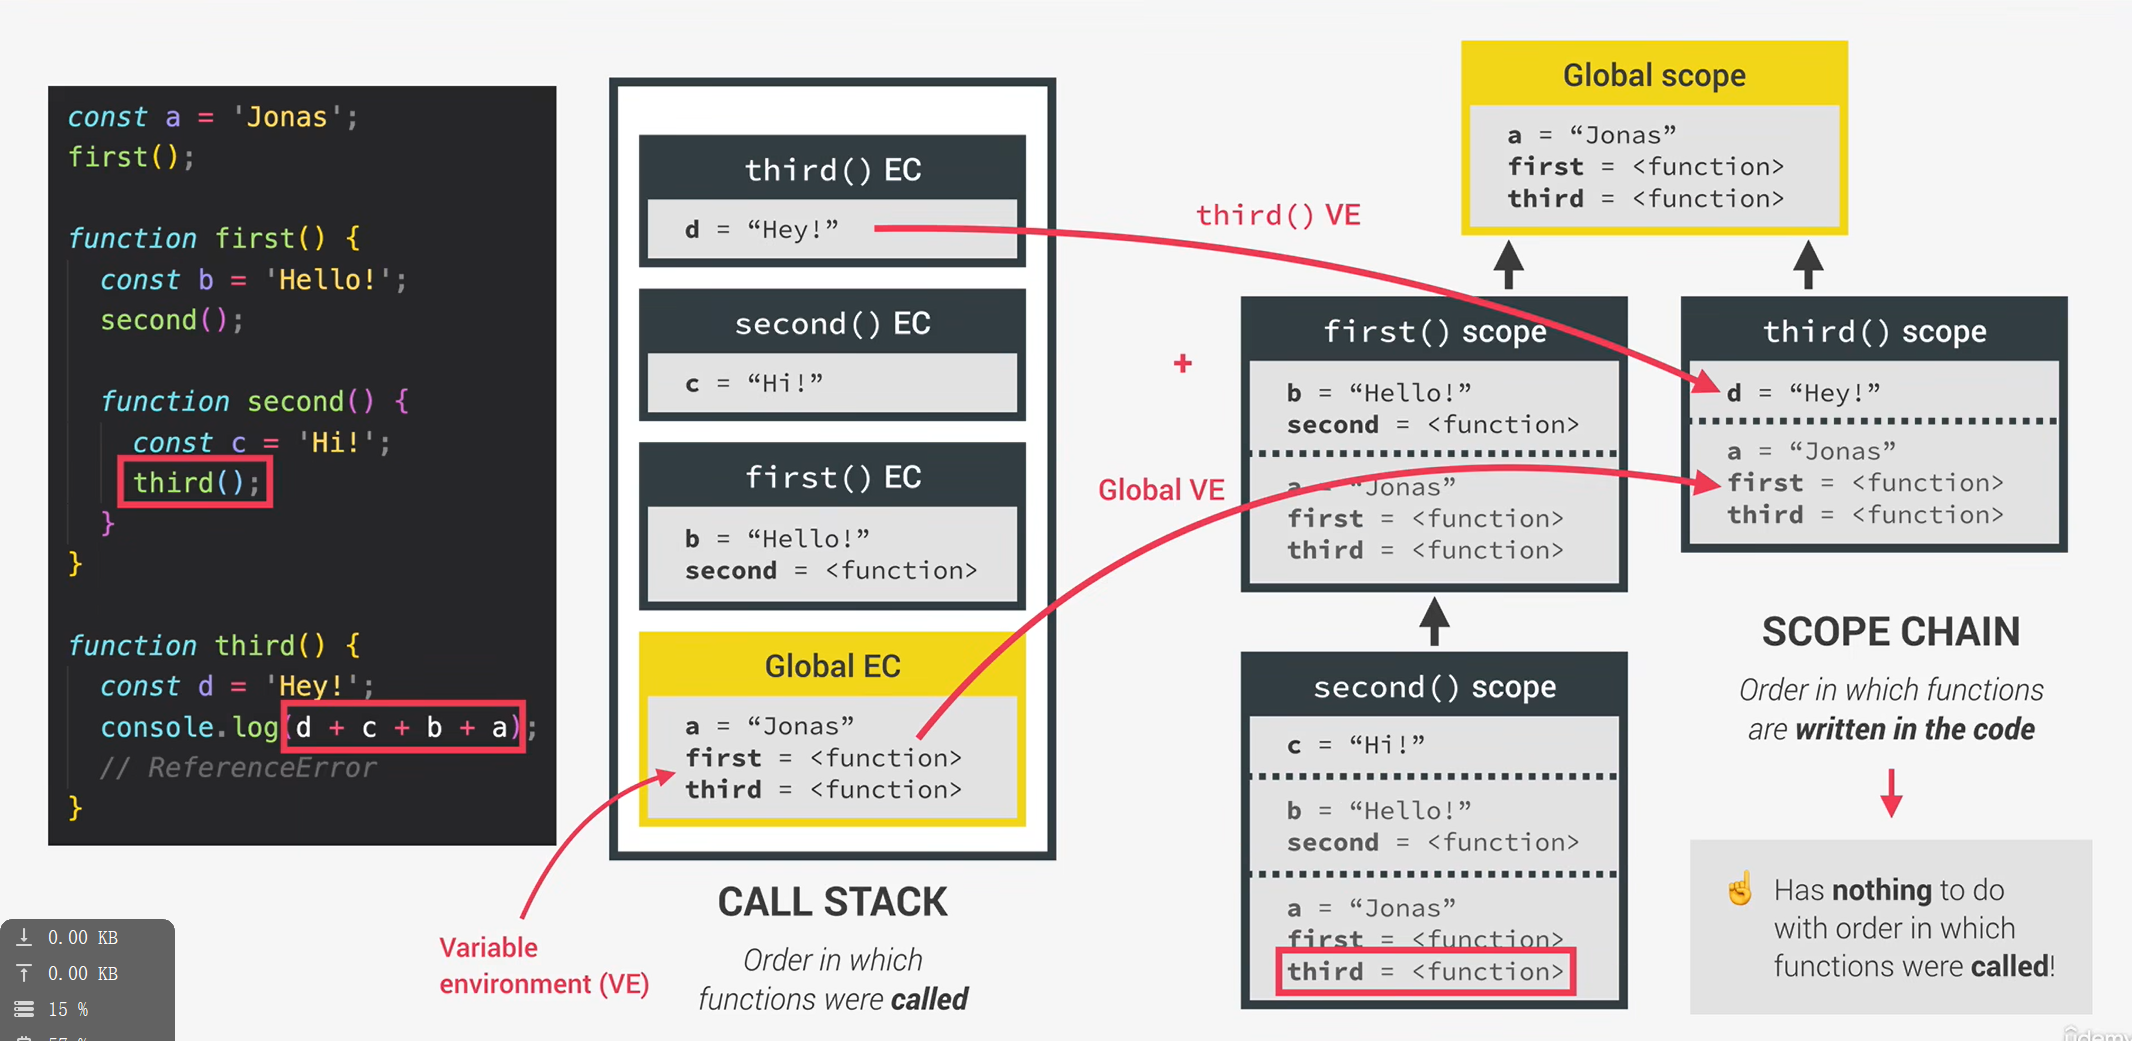 const a = 'Jonas';
first();
function first() {
const b = 'Hello!';
second();
function second() {
const c = 'Hi!';
third();
}
}
function third() {
const d = 'Hey!';
console.log(d + c + b + a);
// ReferenceError
}
third() EC
d = “Hey!”
second() EC
c = “Hi!”
first() EC
b = “Hello!”
second = <function>
Global EC
a = “Jonas”
first = <function>
third = <function>
CALL STACK
Order in which
functions were called
Variable
environment (VE)
third() VE
+
Global VE
Global scope
a = “Jonas”
first = <function>
third = <function>
first() scope
b = “Hello!”
second = <function>
a = “Jonas”
first = <function>
third = <function>
third() scope
d = “Hey!”
a = “Jonas”
first = <function>
third = <function>
second() scope
c = “Hi!”
b = “Hello!”
second = <function>
a = “Jonas”
first = <function>
third = <function>
SCOPE CHAIN
Order in which functions
are written in the code
☝ Has nothing to do
with order in which
functions were called!
0.00 KB
0.00 KB
15 %